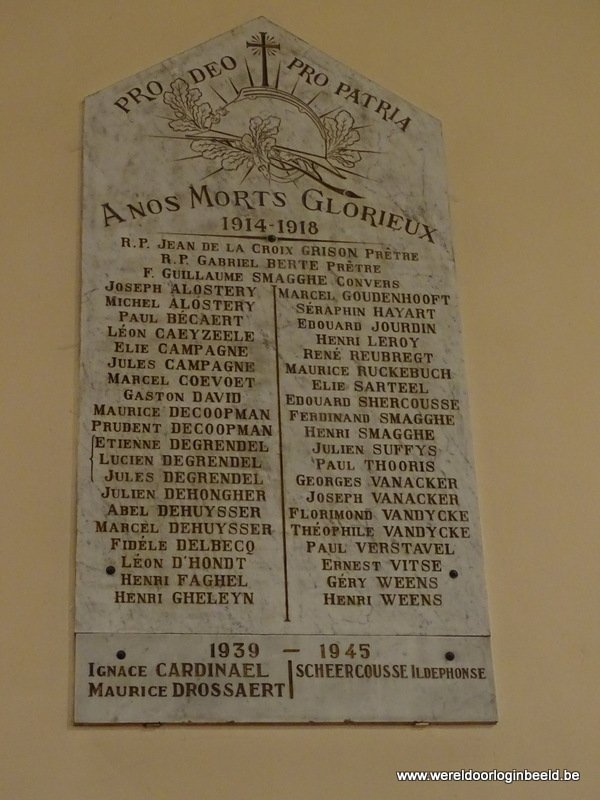 PRO DEO PRO PATRIA
A NOS MORTS GLORIEUX
1914-1918
R.P. JEAN DE LA CROIX GRISON PRÊTRE
R.P. GABRIEL BERTE PRÊTRE
F. GUILLAUME SMAGGHE CONVERS
JOSEPH ALOSTERY
MICHEL ALOSTERY
PAUL BÉCAERT
LÉON CAEYZEELE
ELIE CAMPAGNE
JULES CAMPAGNE
MARCEL COEVOET
GASTON DAVID
MAURICE DECOOPMAN
PRUDENT DECOOPMAN
ETIENNE DEGRENDEL
LUCIEN DEGRENDEL
JULES DEGRENDEL
JULIEN DEHONGHER
ABEL DEHUYSSER
MARCEL DEHUYSSER
FIDÉLE DELBECQ
LÉON D'HONDT
HENRI FAGHEL
HENRI GHELEYN
MARCEL GOUDENHOOFT
SÉRAPHIN HAYART
EDOUARD JOURDIN
HENRI LEROY
RENÉ REUBREGT
MAURICE RUCKEBUCH
ELIE SARTEEL
EDOUARD SHERCOUSSE
FERDINAND SMAGGHE
HENRI SMAGGHE
JULIEN SUFFYS
PAUL THOORIS
GEORGES VANACKER
JOSEPH VANACKER
FLORIMOND VANDYCKE
THÉOPHILE VANDYCKE
PAUL VERSTAVEL
ERNEST VITSE
GÉRY WEENS
HENRI WEENS
1939 — 1945
IGNACE CARDINAEL
MAURICE DROSSAERT
SCHEERCOUSSE ILDEPHONSE
www.wereldoorloginbeeld.be